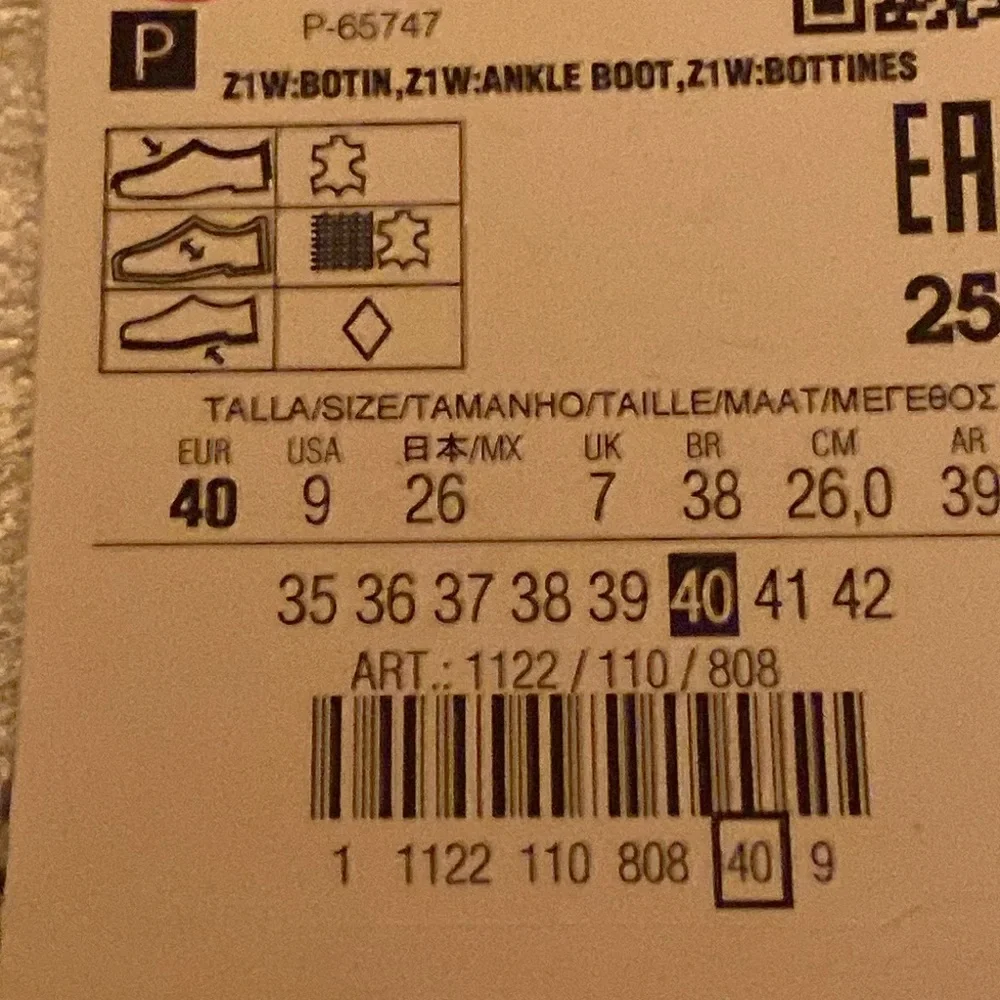 P
P-65747
Z1W:BOTIN,Z1W:ANKLE BOOT,Z1W:BOTTINES
EAC
25
TALLA/SIZE/TAMANHO/TAILLE/MAAT/ΜΕΓΕΘΟΣ
EUR USA 日本/MX UK BR CM AR
40 9 26 7 38 26,0 39
35 36 37 38 39 40 41 42
ART.: 1122 / 110 / 808
1 1122 110 808 40 9